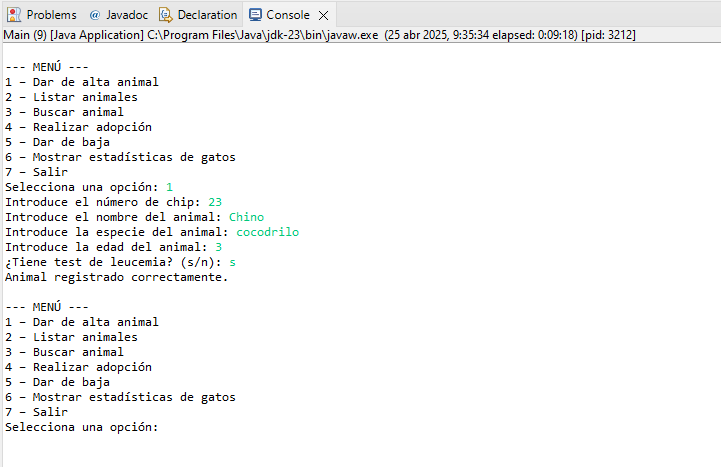 Problems @ Javadoc Declaration Console
Main (9) [Java Application] C:\Program Files\Java\jdk-23\bin\javaw.exe (25 abr 2025, 9:35:34 elapsed: 0:09:18) [pid: 3212]
--- MENÚ ---
1 - Dar de alta animal
2 - Listar animales
3 - Buscar animal
4 - Realizar adopción
5 - Dar de baja
6 - Mostrar estadísticas de gatos
7 - Salir
Selecciona una opción: 1
Introduce el número de chip: 23
Introduce el nombre del animal: Chino
Introduce la especie del animal: cocodrilo
Introduce la edad del animal: 3
¿Tiene test de leucemia? (s/n): s
Animal registrado correctamente.
--- MENÚ ---
1 - Dar de alta animal
2 - Listar animales
3 - Buscar animal
4 - Realizar adopción
5 - Dar de baja
6 - Mostrar estadísticas de gatos
7 - Salir
Selecciona una opción: